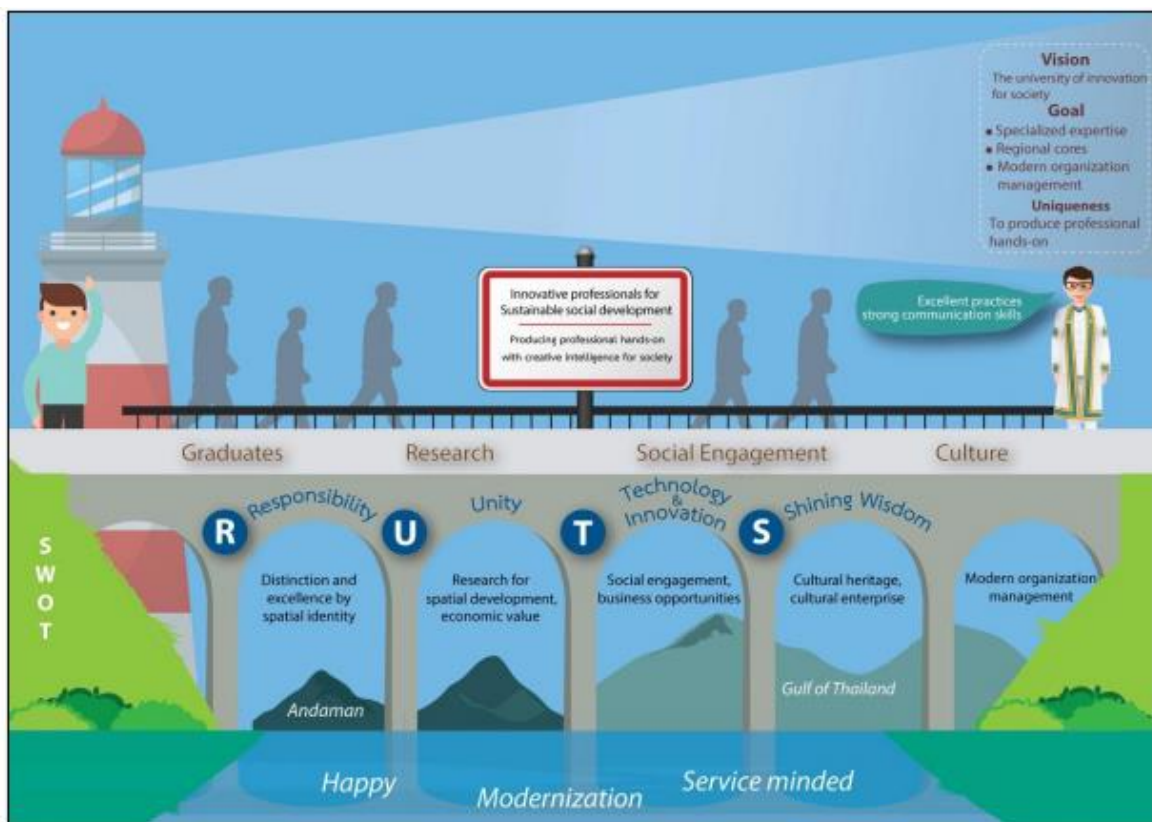 Vision
The university of innovation
for society
Goal
▪ Specialized expertise
▪ Regional cores
▪ Modern organization
management
Uniqueness
To produce professional
hands-on
Excellent practices
strong communication skills
Innovative professionals for
Sustainable social development
Producing professional hands-on
with creative intelligence for society
Graduates
Research
Social Engagement
Culture
R
Responsibility
U
Unity
T
Technology
&
Innovation
S
Shining Wisdom
S
W
O
T
Distinction and
excellence by
spatial identity
Research for
spatial development,
economic value
Social engagement,
business opportunities
Cultural heritage,
cultural enterprise
Modern organization
management
Andaman
Gulf of Thailand
Happy
Modernization
Service minded